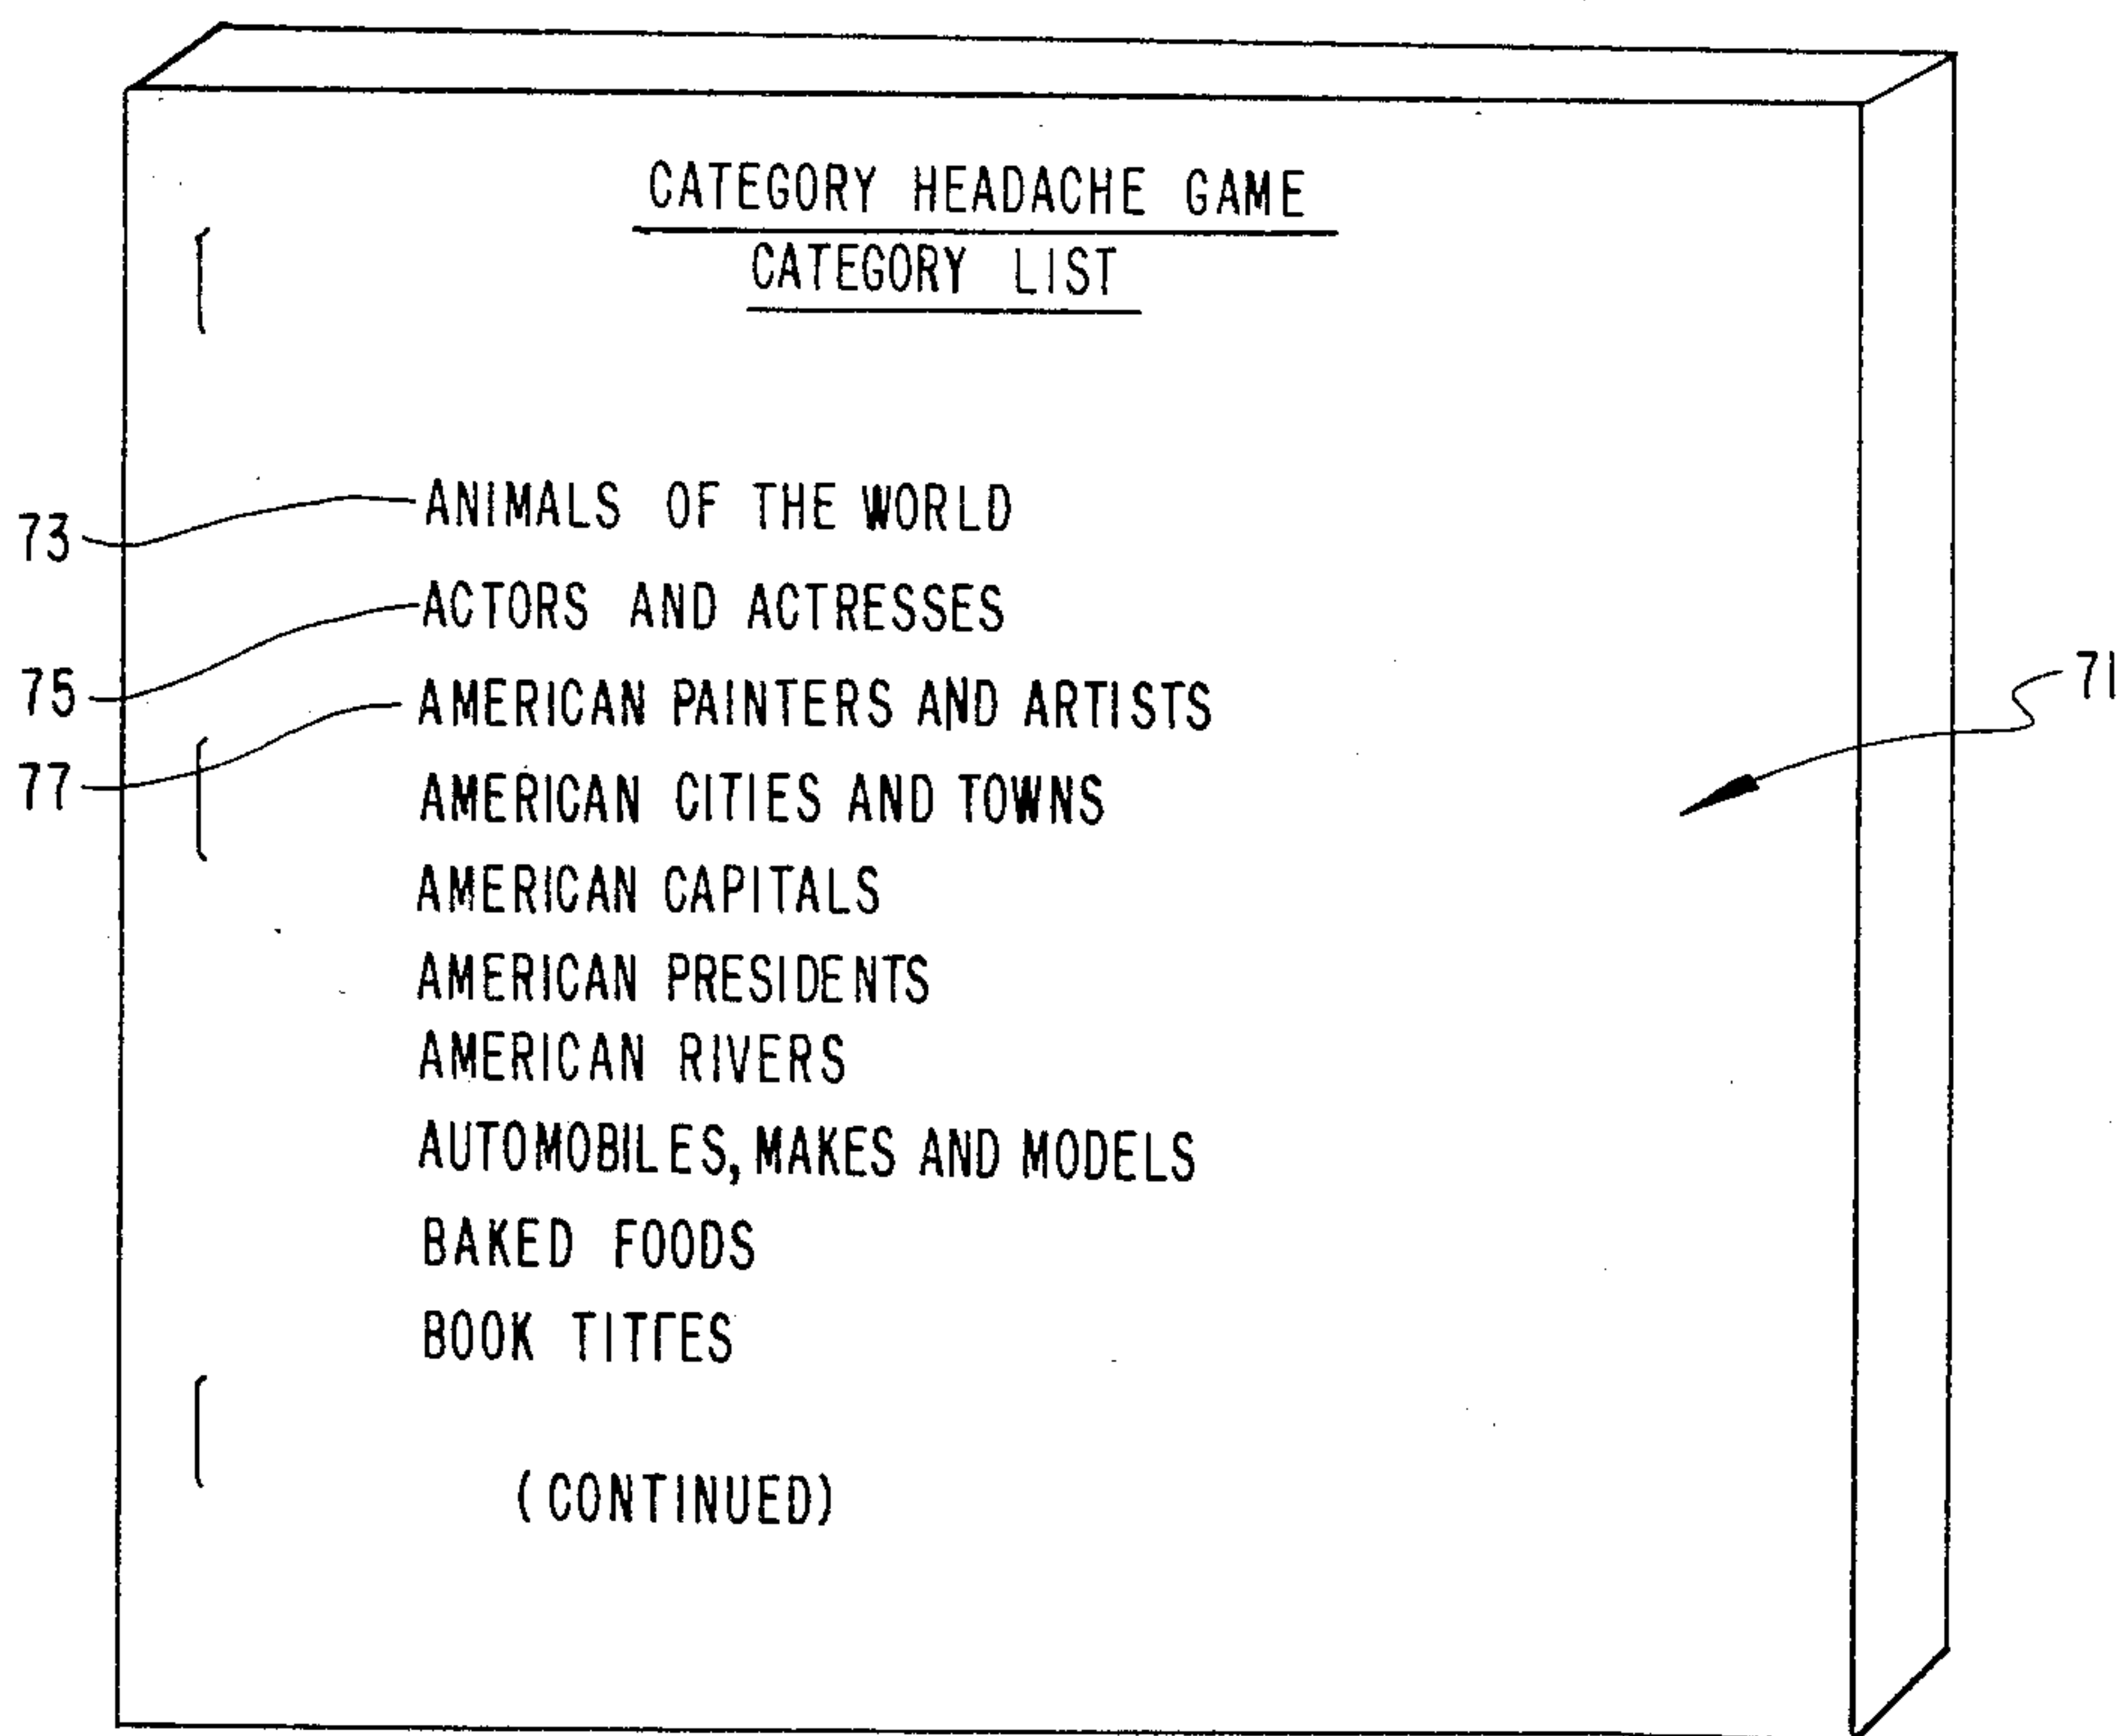 CATEGORY HEADACHE GAME
CATEGORY LIST
73
ANIMALS OF THE WORLD
75
ACTORS AND ACTRESSES
71
77
AMERICAN PAINTERS AND ARTISTS
AMERICAN CITIES AND TOWNS
AMERICAN CAPITALS
AMERICAN PRESIDENTS
AMERICAN RIVERS
AUTOMOBILES, MAKES AND MODELS
BAKED FOODS
BOOK TITTES
(CONTINUED)